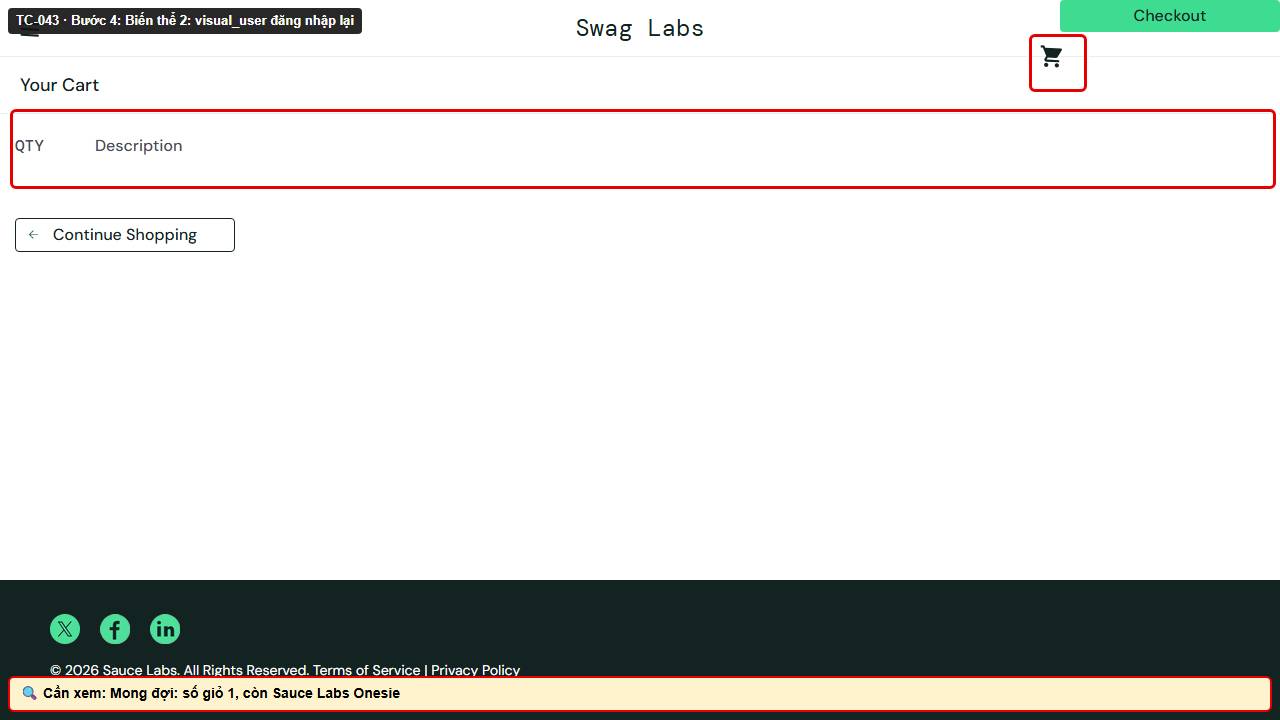 TC-043 · Bước 4: Biến thể 2: visual_user đăng nhập lại
Swag Labs
Checkout
Your Cart
QTY Description
Continue Shopping
© 2026 Sauce Labs. All Rights Reserved. Terms of Service | Privacy Policy
Cần xem: Mong đợi: số giỏ 1, còn Sauce Labs Onesie